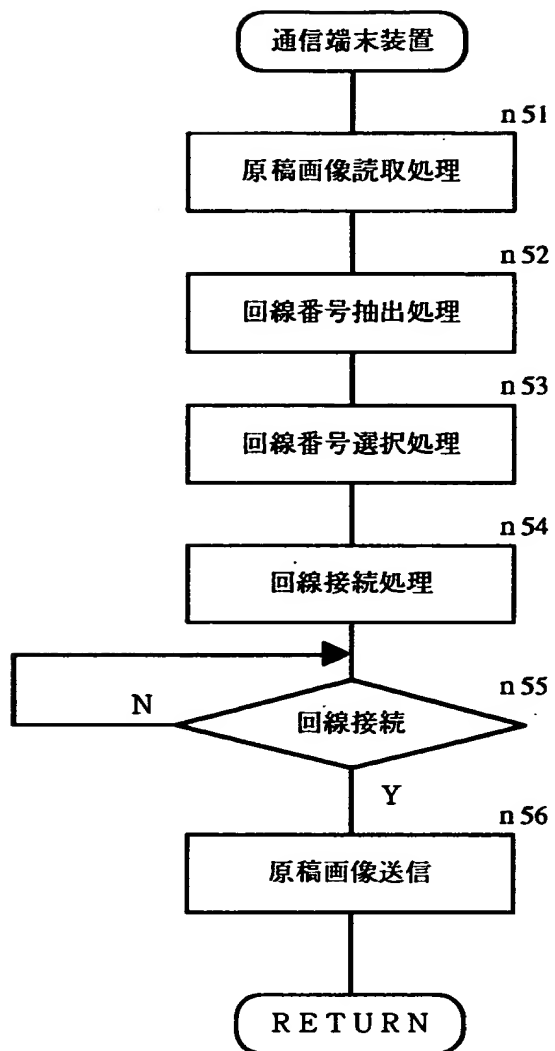 通信端末装置
n51
原稿画像読取処理
n52
回線番号抽出処理
n53
回線番号選択処理
n54
回線接続処理
n55
N
回線接続
Y
n56
原稿画像送信
RETURN